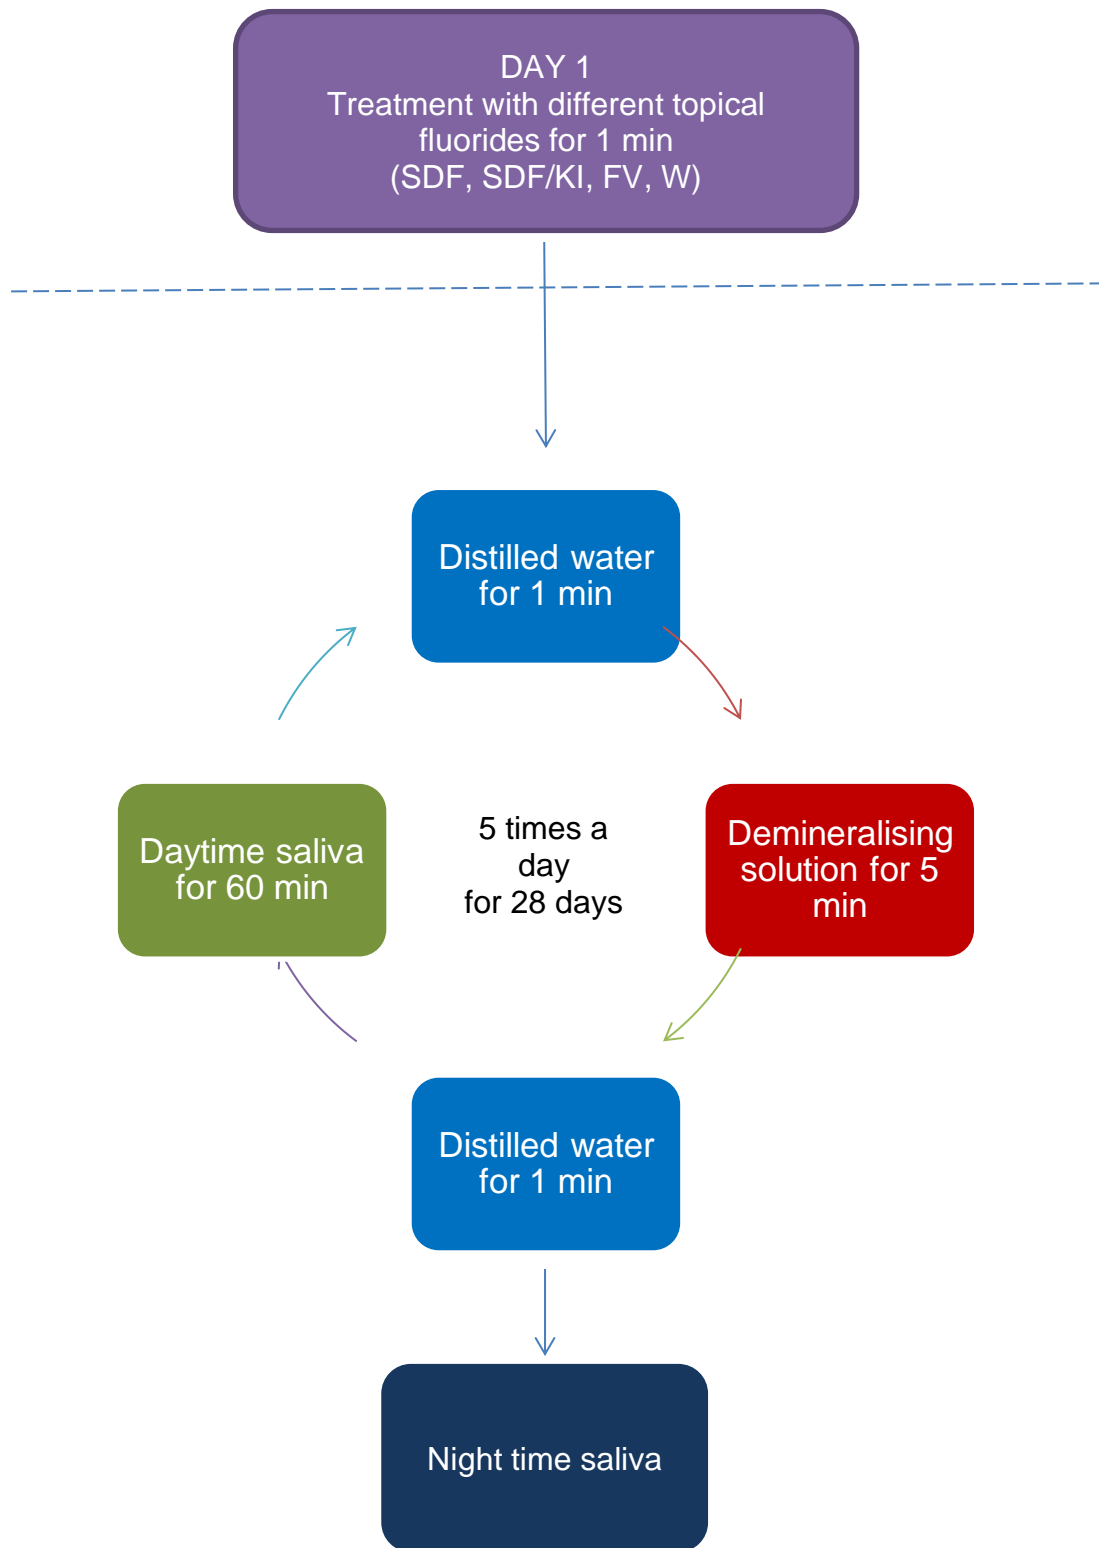 DAY 1
Treatment with different topical
fluorides for 1 min
(SDF, SDF/KI, FV, W)
Distilled water
for 1 min
Daytime saliva
for 60 min
5 times a
day
for 28 days
Demineralising
solution for 5
min
Distilled water
for 1 min
Night time saliva